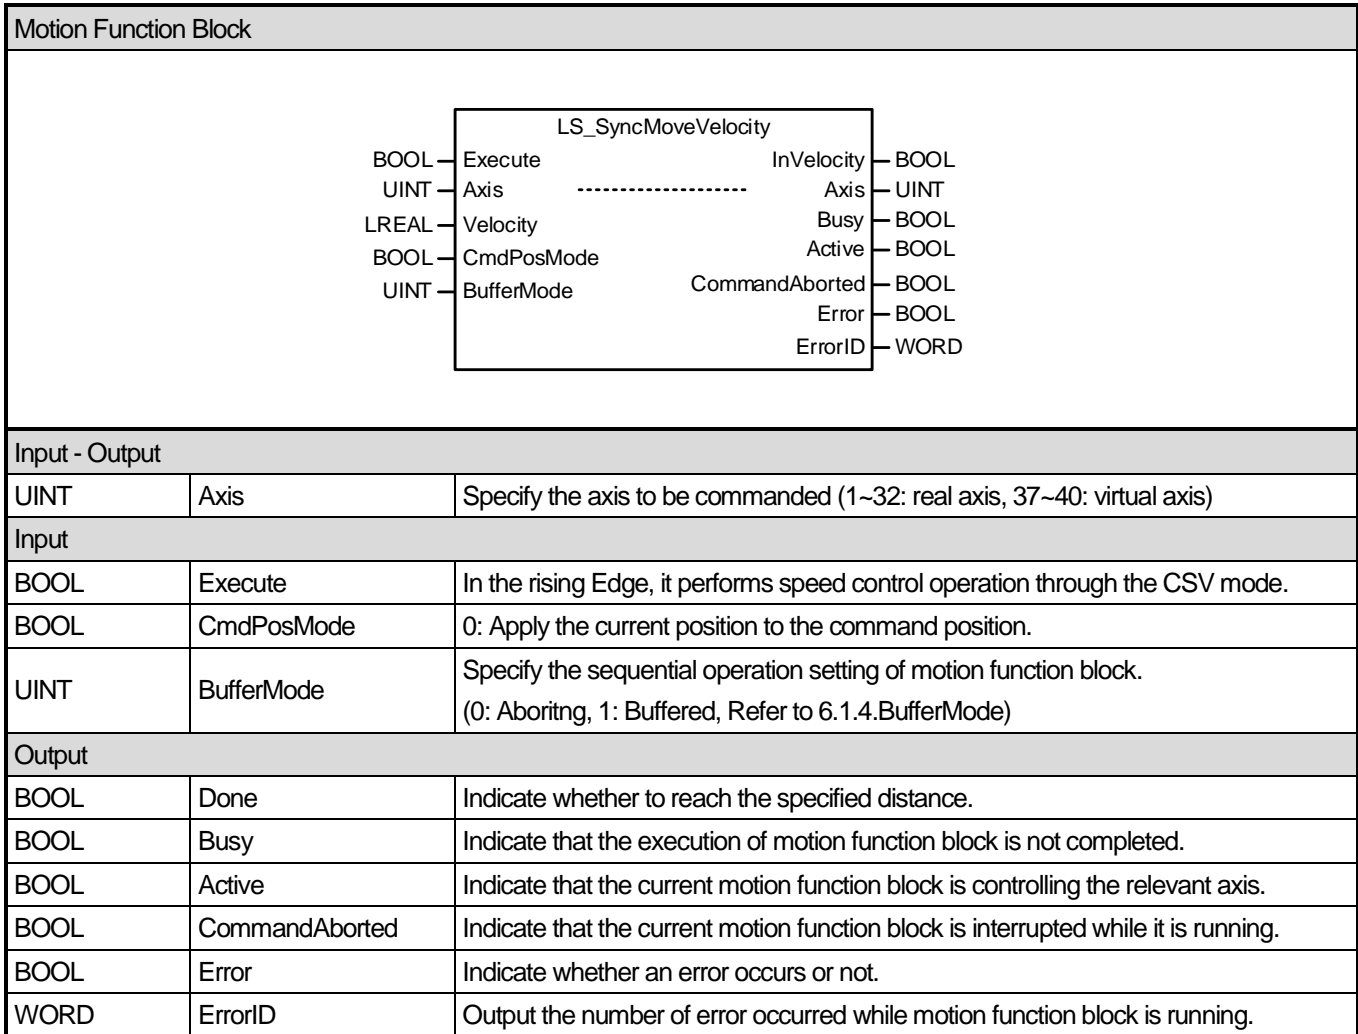 Motion Function Block
LS_SyncMoveVelocity
BOOL Execute InVelocity BOOL
UINT Axis Axis UINT
LREAL Velocity Busy BOOL
BOOL CmdPosMode Active BOOL
UINT BufferMode CommandAborted BOOL
Error BOOL
ErrorID WORD
Input - Output
UINT Axis Specify the axis to be commanded (1~32: real axis, 37~40: virtual axis)
Input
BOOL Execute In the rising Edge, it performs speed control operation through the CSV mode.
BOOL CmdPosMode 0: Apply the current position to the command position.
UINT BufferMode Specify the sequential operation setting of motion function block.
(0: Aboritng, 1: Buffered, Refer to 6.1.4.BufferMode)
Output
BOOL Done Indicate whether to reach the specified distance.
BOOL Busy Indicate that the execution of motion function block is not completed.
BOOL Active Indicate that the current motion function block is controlling the relevant axis.
BOOL CommandAborted Indicate that the current motion function block is interrupted while it is running.
BOOL Error Indicate whether an error occurs or not.
WORD ErrorID Output the number of error occurred while motion function block is running.